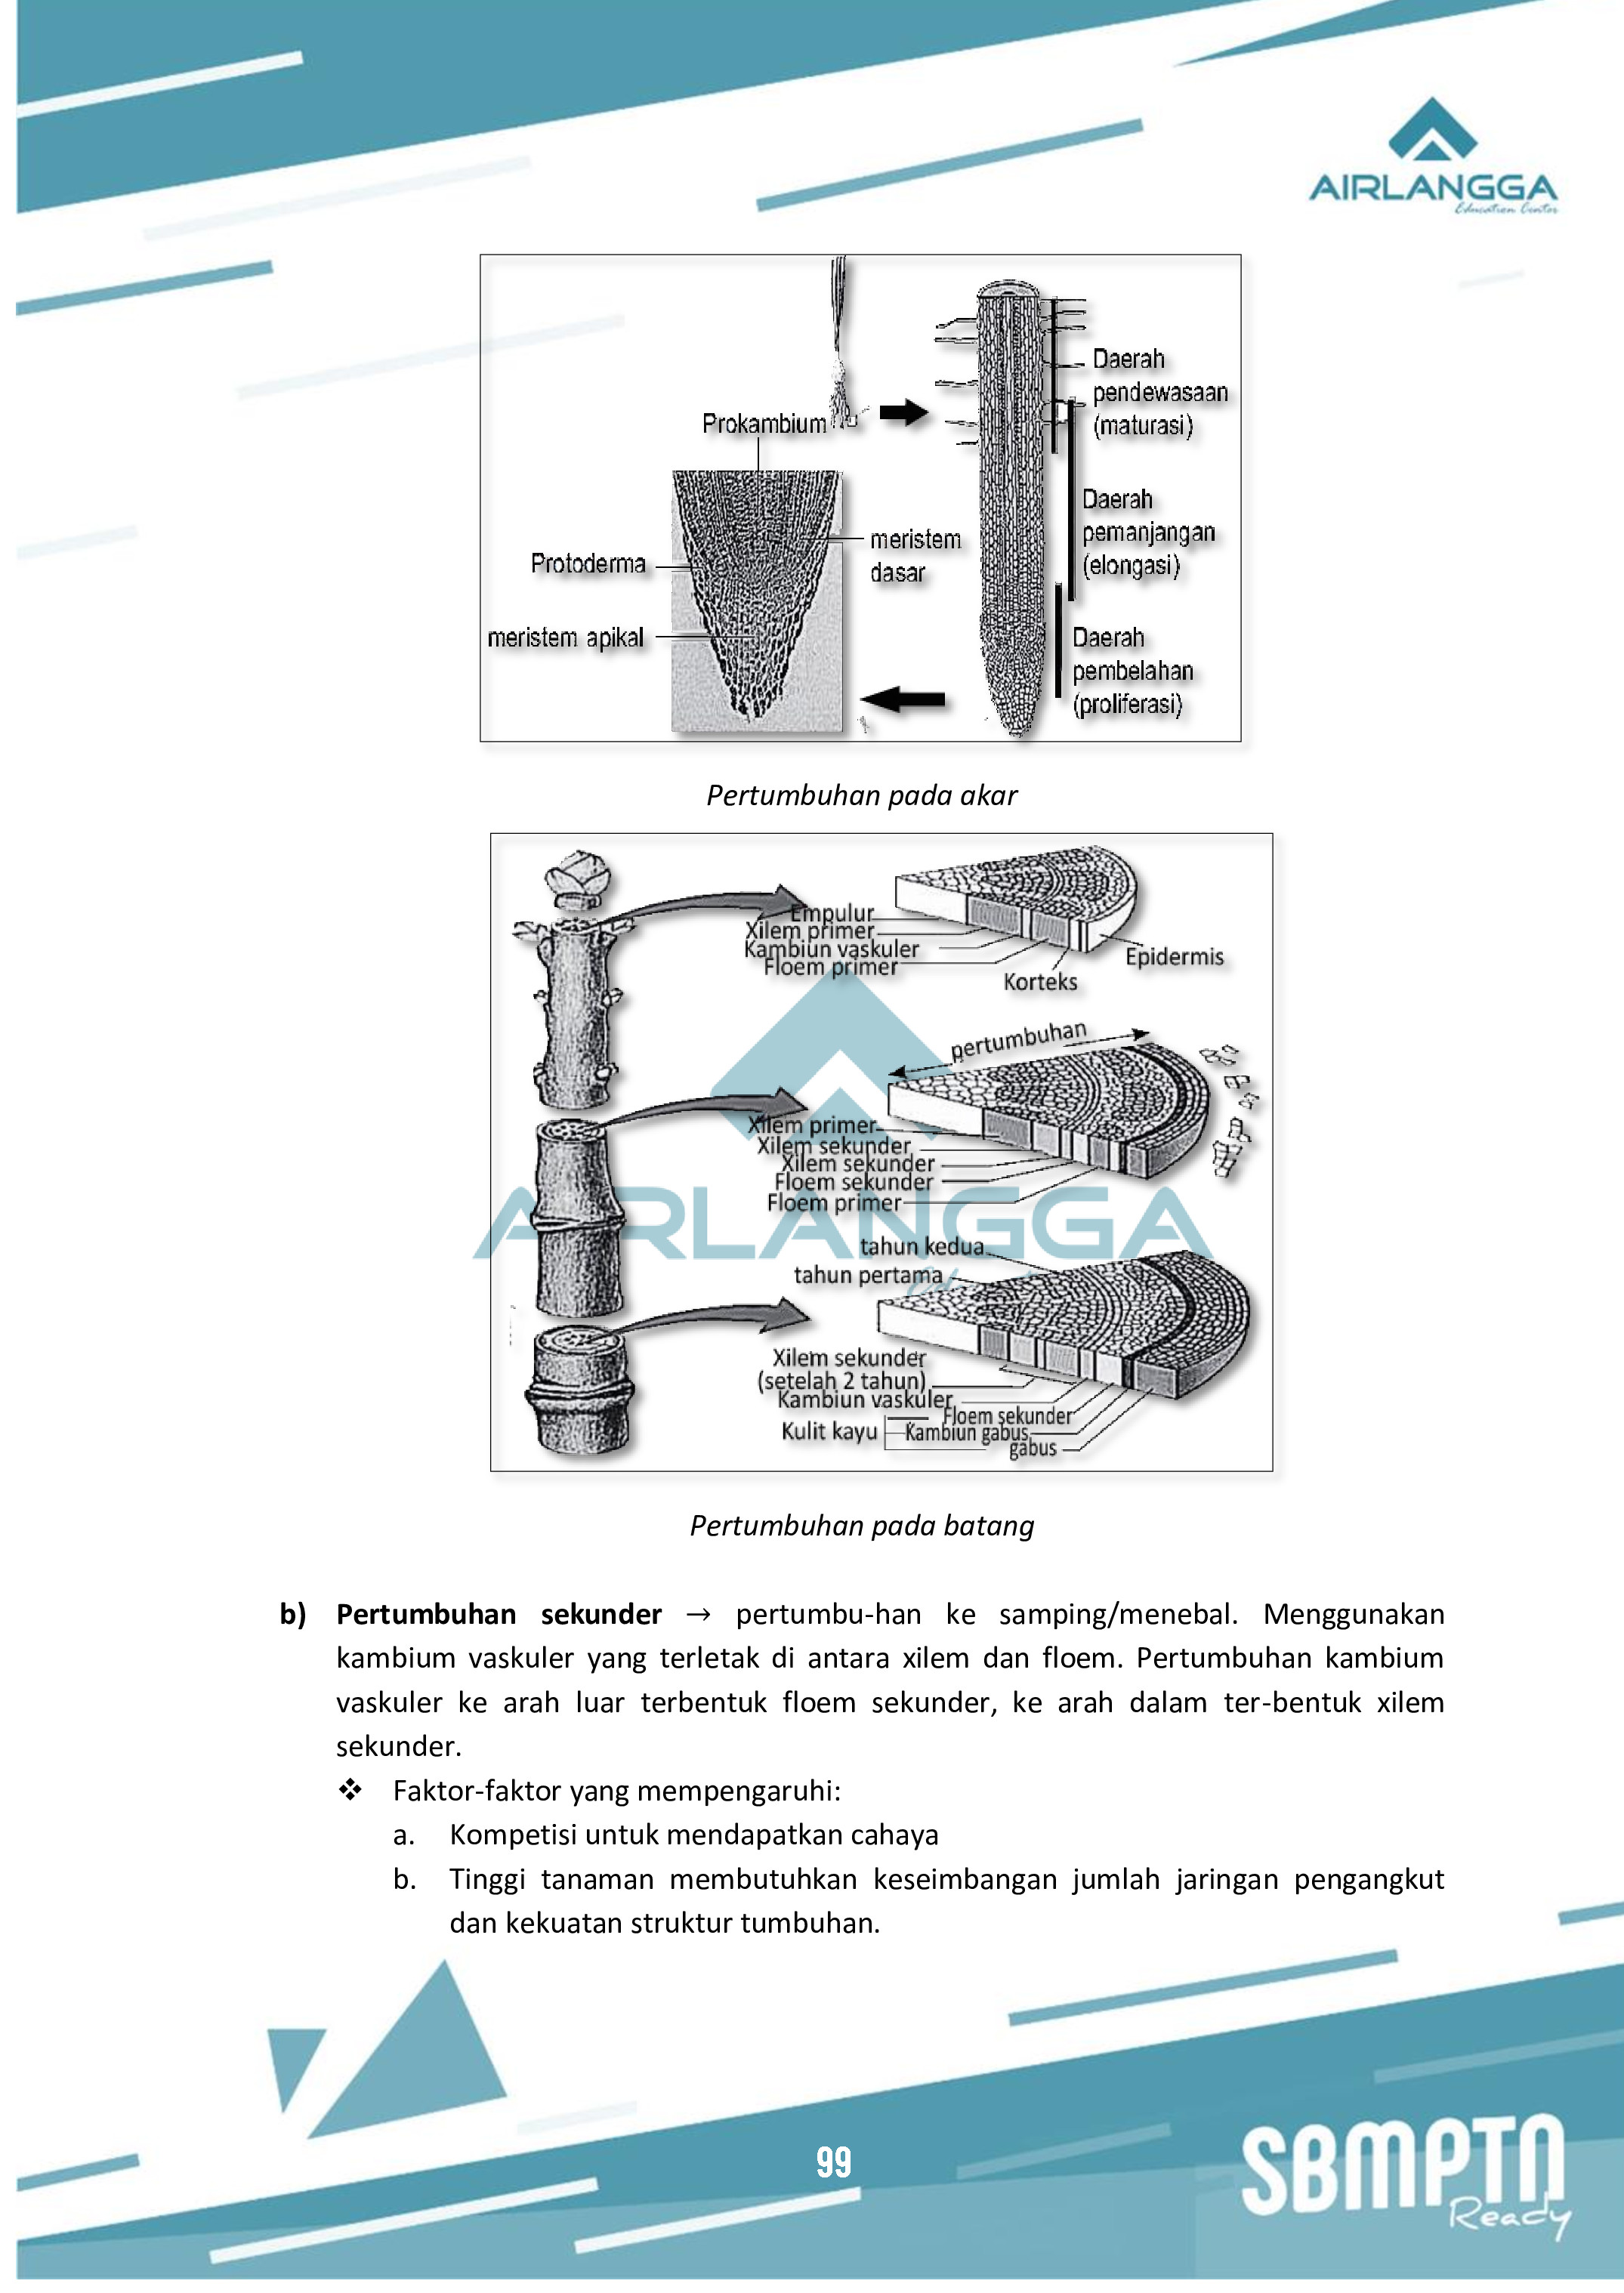 AIRLANGGA
Education Center
Prokambium
Protoderma
meristem apikal
meristem
dasar
Daerah
pendewasaan
(maturasi)
Daerah
pemanjangan
(elongasi)
Daerah
pembelahan
(proliferasi)
Pertumbuhan pada akar
Empulur
Xilem primer
Kambiun vaskuler
Floem primer
Korteks
Epidermis
pertumbuhan
Xilem primer
Xilem sekunder
Xilem sekunder
Floem sekunder
Floem primer
AIRLANGGA
tahun kedua
tahun pertama
Xilem sekunder
(setelah 2 tahun)
Kambiun vaskuler
Floem sekunder
Kulit kayu
Kambiun gabus
gabus
Pertumbuhan pada batang
b) Pertumbuhan sekunder → pertumbu-han ke samping/menebal. Menggunakan
kambium vaskuler yang terletak di antara xilem dan floem. Pertumbuhan kambium
vaskuler ke arah luar terbentuk floem sekunder, ke arah dalam ter-bentuk xilem
sekunder.
❖ Faktor-faktor yang mempengaruhi:
a. Kompetisi untuk mendapatkan cahaya
b. Tinggi tanaman membutuhkan keseimbangan jumlah jaringan pengangkut
dan kekuatan struktur tumbuhan.
99
SBMPTN
Ready